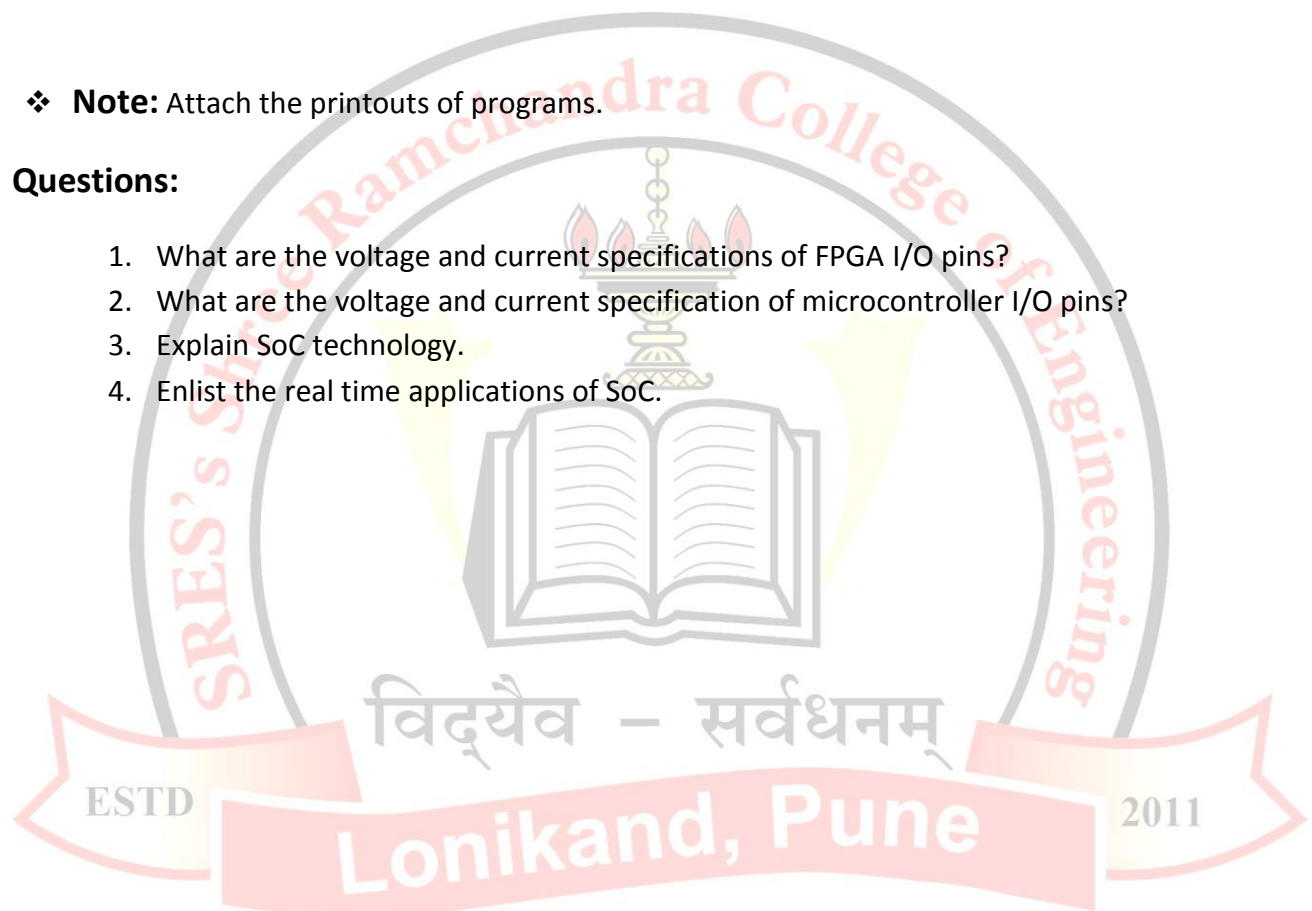 ❖ Note: Attach the printouts of programs.
Questions:
1. What are the voltage and current specifications of FPGA I/O pins?
2. What are the voltage and current specification of microcontroller I/O pins?
3. Explain SoC technology.
4. Enlist the real time applications of SoC.
SRES's Shree Ramchandra College of Engineering
विद्यैव – सर्वधनम्
ESTD
2011
Lonikand, Pune